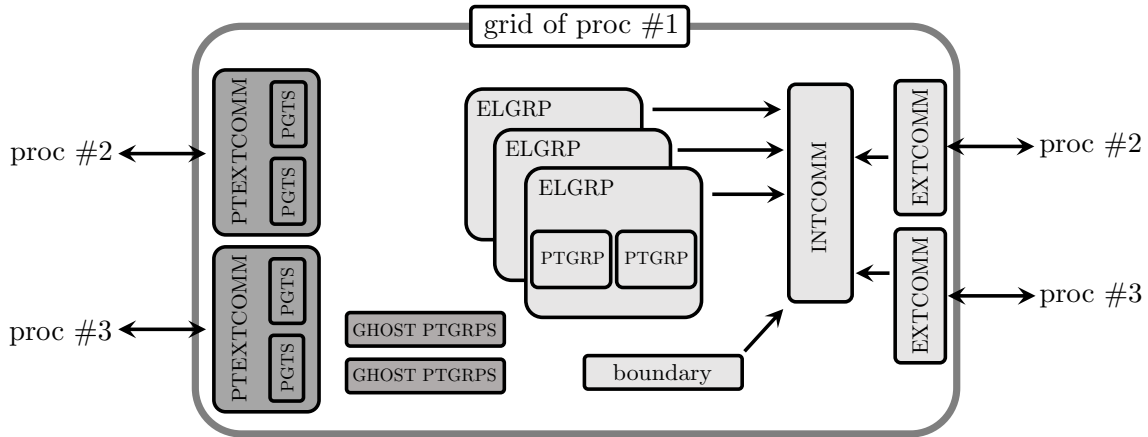 grid of proc #1
proc #2
PTEXTCOMM
PGTS
PGTS
proc #3
PTEXTCOMM
PGTS
PGTS
GHOST PTGRPS
GHOST PTGRPS
ELGRP
ELGRP
ELGRP
PTGRP
PTGRP
boundary
INTCOMM
EXTCOMM
proc #2
EXTCOMM
proc #3